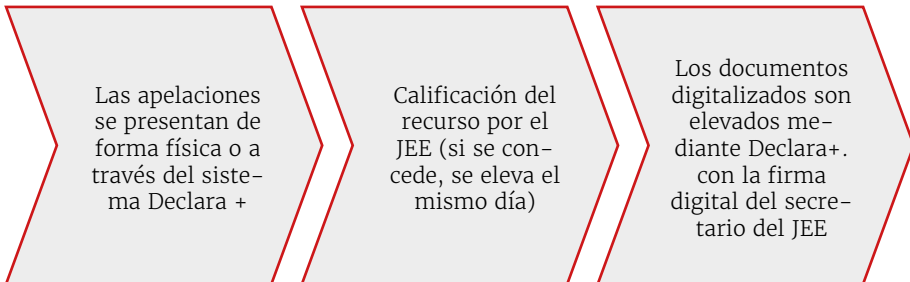 Las apelaciones
se presentan de
forma física o a
través del siste-
ma Declara +
Calificación del
recurso por el
JEE (si se con-
cede, se eleva el
mismo día)
Los documentos
digitalizados son
elevados me-
diante Declara+.
con la firma
digital del secre-
tario del JEE